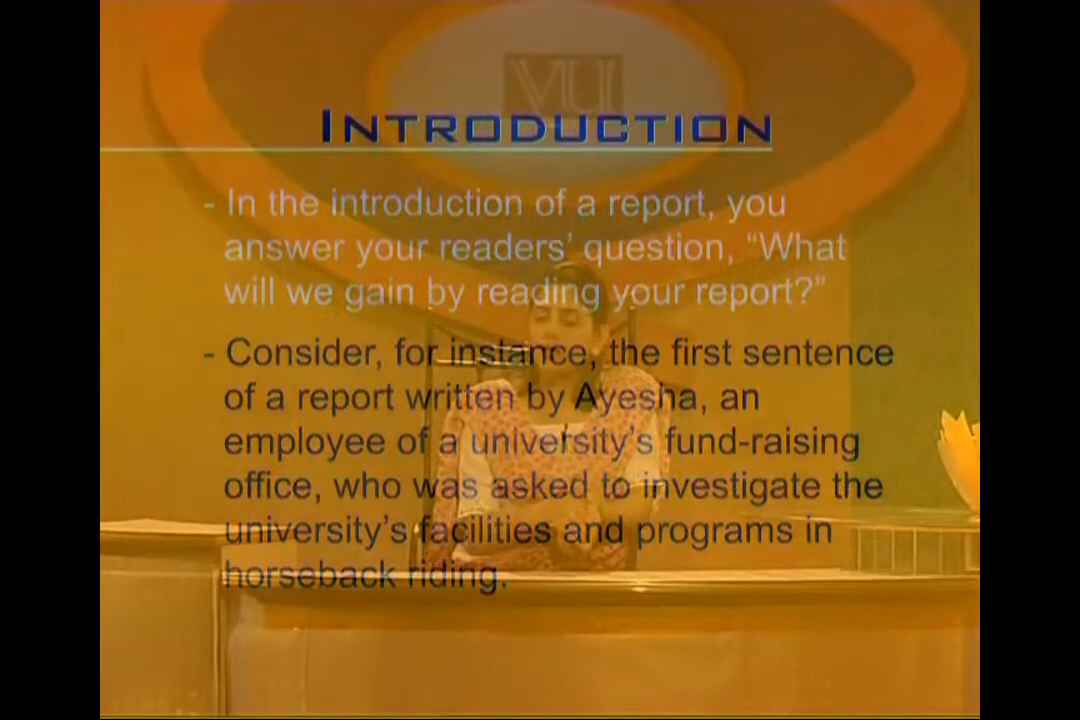 VU
INTRODUCTION
- In the introduction of a report, you
answer your readers’ question, “What
will we gain by reading your report?”
- Consider, for instance, the first sentence
of a report written by Ayesha, an
employee of a university’s fund-raising
office, who was asked to investigate the
university’s facilities and programs in
horseback riding.